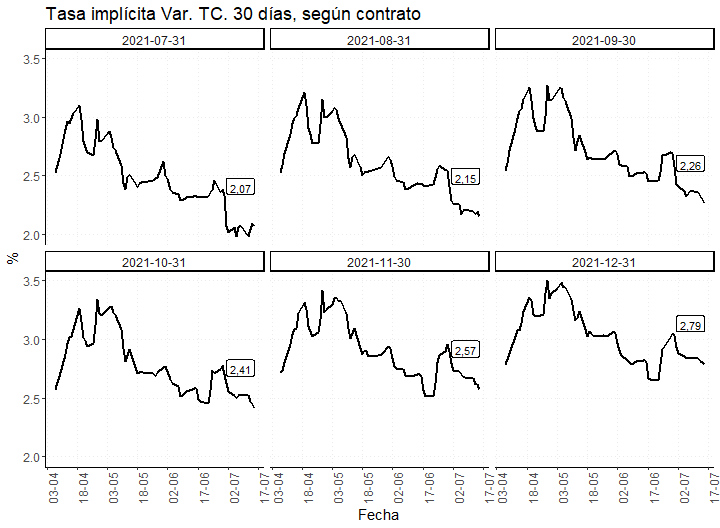 Tasa implícita Var. TC. 30 días, según contrato
2021-07-31 2021-08-31 2021-09-30
3.5
3.0
2.5
2.0
2,07 2,15 2,26
%
2021-10-31 2021-11-30 2021-12-31
3.5
3.0
2.5
2.0
2,41 2,57 2,79
03-04 18-04 03-05 18-05 02-06 17-06 02-07 17-07 03-04 18-04 03-05 18-05 02-06 17-06 02-07 17-07 03-04 18-04 03-05 18-05 02-06 17-06 02-07 17-07
Fecha